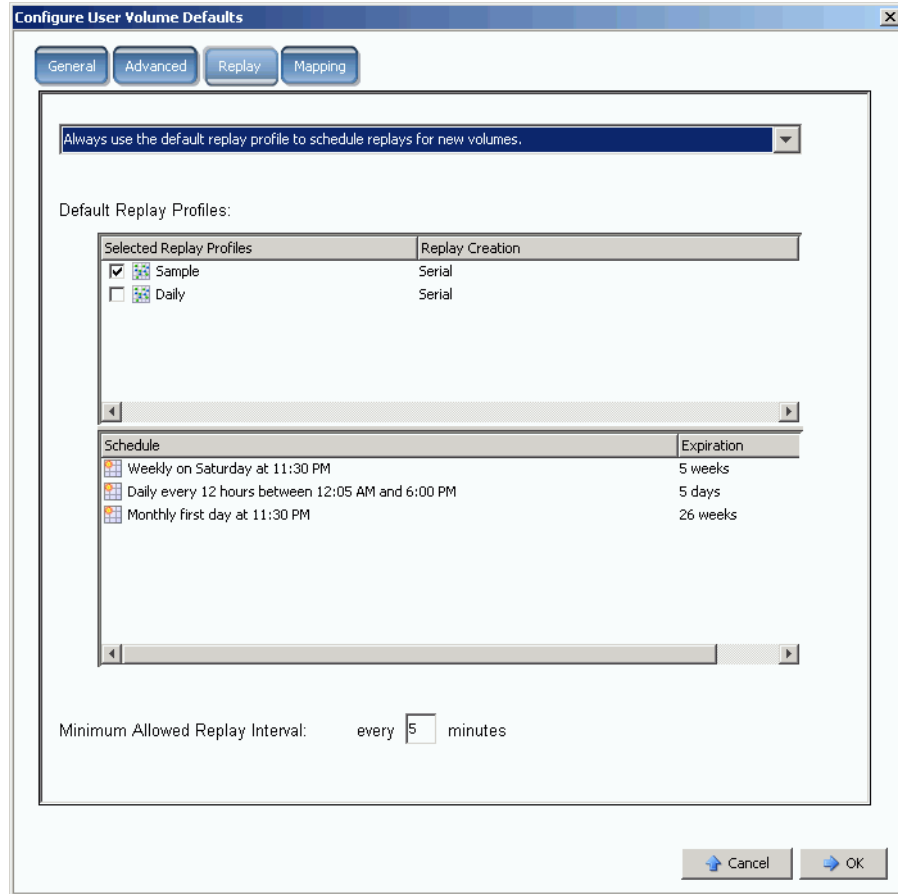 Configure User Volume Defaults
General Advanced Replay Mapping
Always use the default replay profile to schedule replays for new volumes.
Default Replay Profiles:
Selected Replay Profiles Replay Creation
Sample Serial
Daily Serial
Schedule Expiration
Weekly on Saturday at 11:30 PM 5 weeks
Daily every 12 hours between 12:05 AM and 6:00 PM 5 days
Monthly first day at 11:30 PM 26 weeks
Minimum Allowed Replay Interval: every 5 minutes
Cancel OK